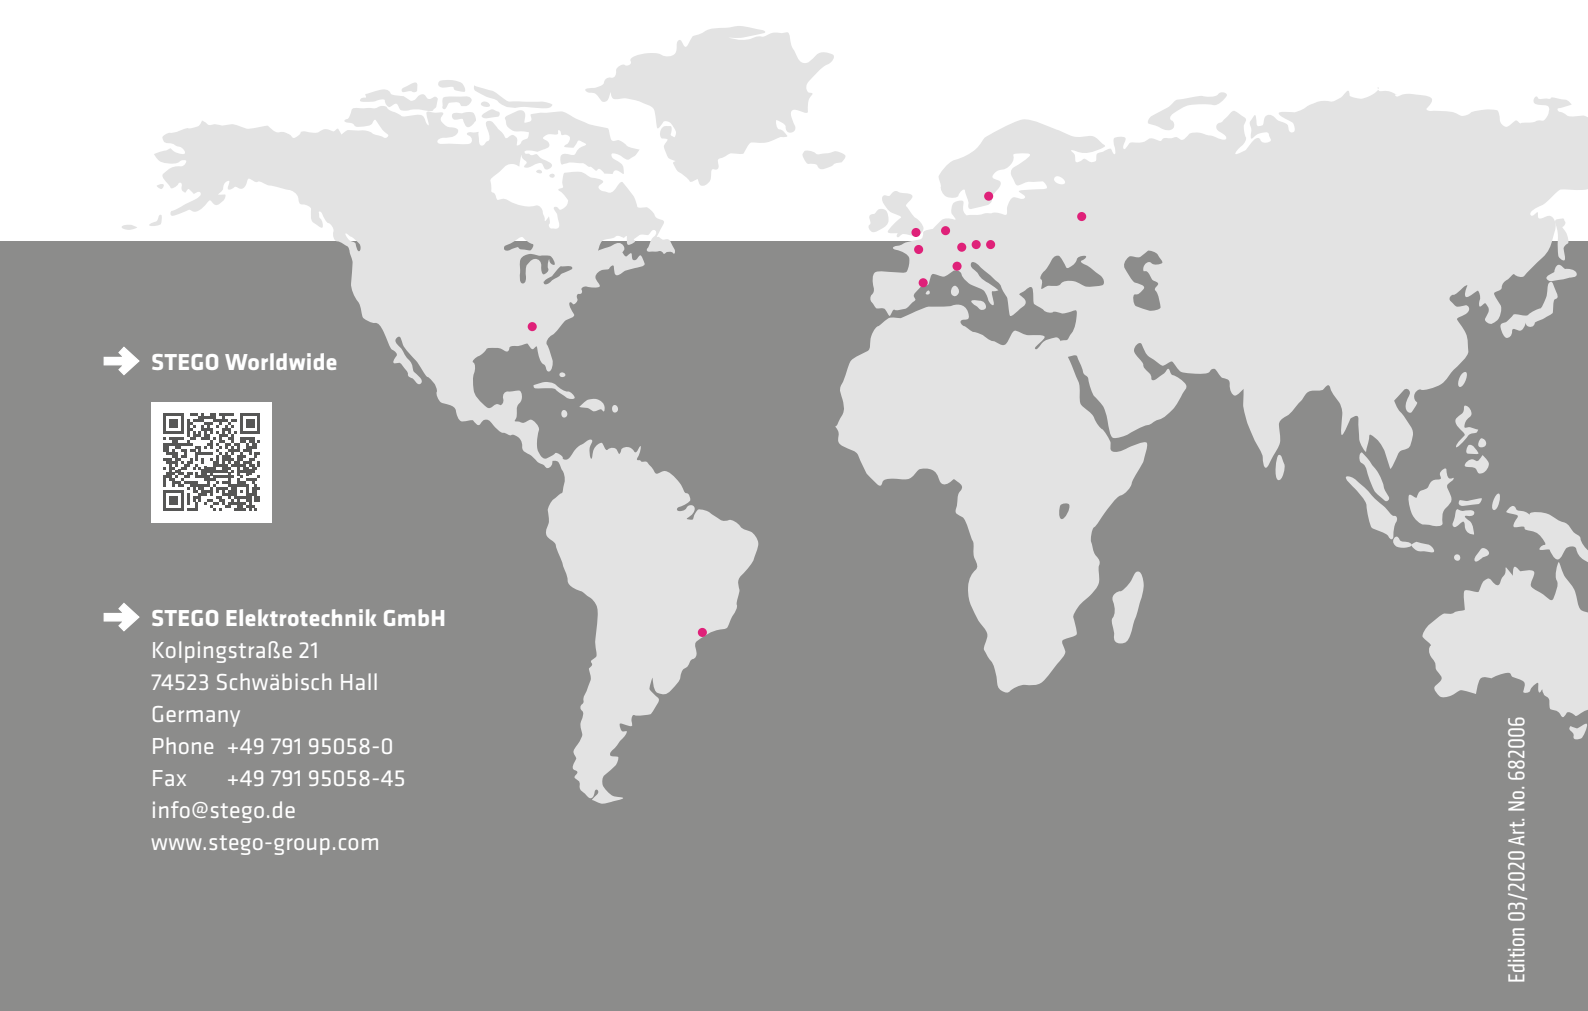 STEGO Worldwide
STEGO Elektrotechnik GmbH
Kolpingstraße 21
74523 Schwäbisch Hall
Germany
Phone +49 791 95058-0
Fax +49 791 95058-45
info@stego.de
www.stego-group.com
Edition 03/2020 Art. No. 682006